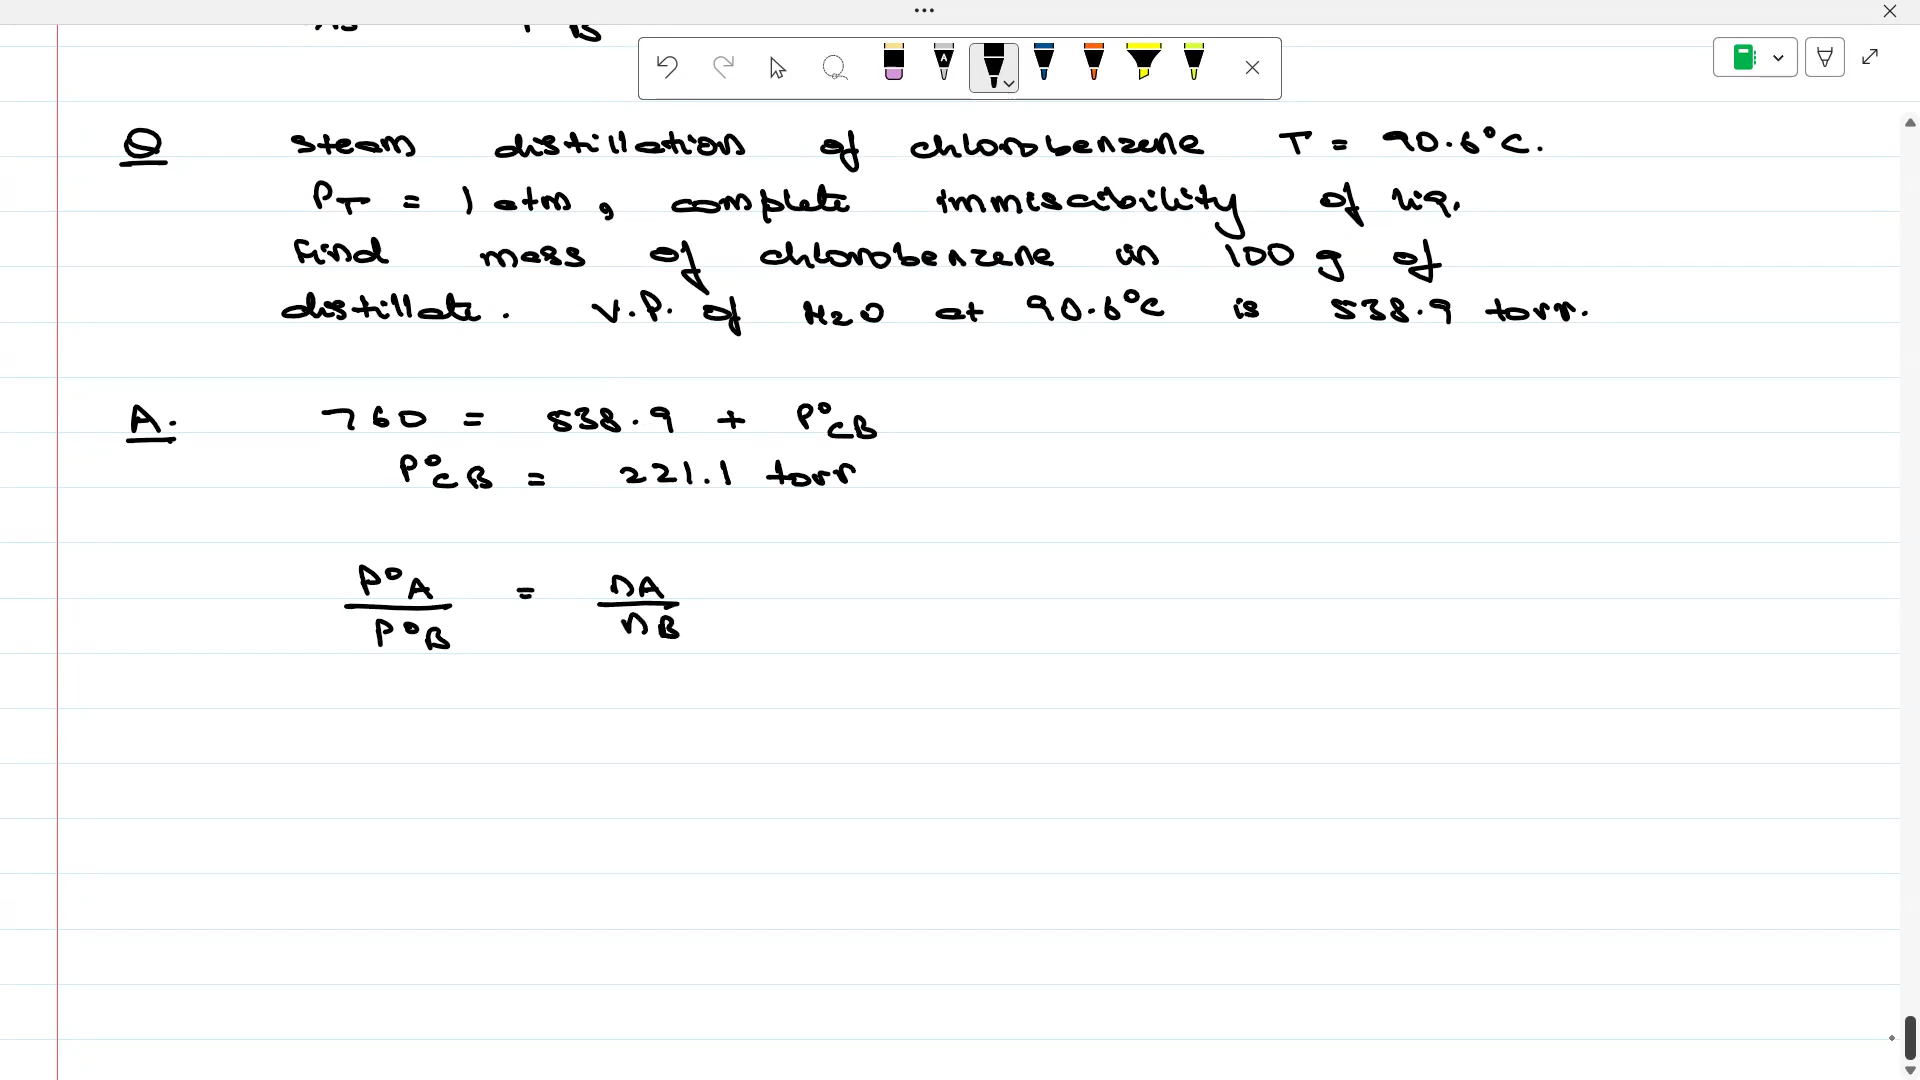 Q steam distillation of chlorobenzene T = 90.6°C.
P_T = 1 atm, complete immiscibility of liq.
Find mass of chlorobenzene in 100 g of
distillate. V.P. of H2O at 90.6°C is 538.9 torr.
A. 760 = 538.9 + P°CB
P°CB = 221.1 torr
P°A / P°B = nA / nB